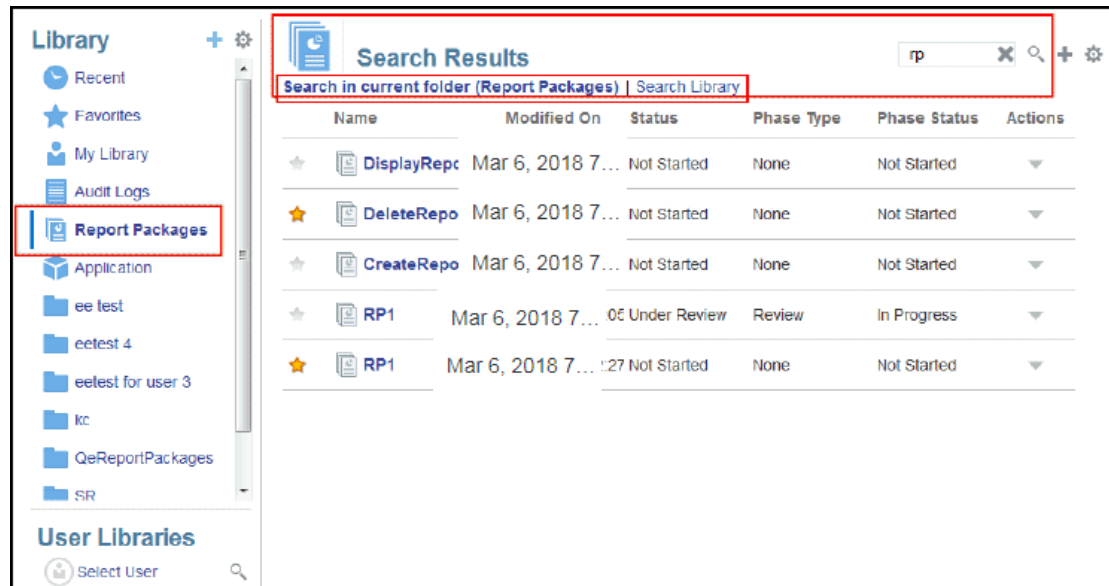 Library
Recent
Favorites
My Library
Audit Logs
Report Packages
Application
ee test
eetest 4
eetest for user 3
kc
QeReportPackages
SR
User Libraries
Select User
Search Results
rp
Search in current folder (Report Packages) | Search Library
Name Modified On Status Phase Type Phase Status Actions
DisplayRepo Mar 6, 2018 7... Not Started None Not Started
DeleteRepo Mar 6, 2018 7... Not Started None Not Started
CreateRepo Mar 6, 2018 7... Not Started None Not Started
RP1 Mar 6, 2018 7... :05 Under Review Review In Progress
RP1 Mar 6, 2018 7... :27 Not Started None Not Started